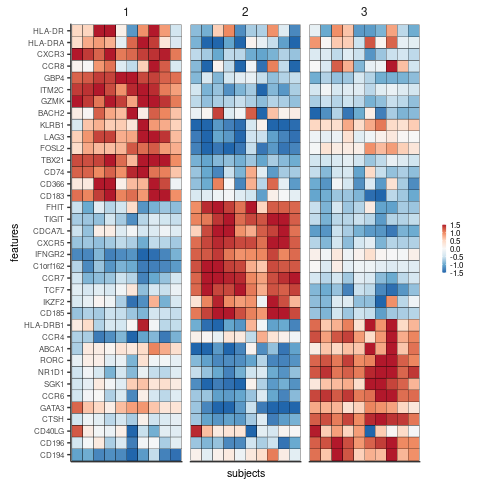 1 2 3
HLA-DR
HLA-DRA
CXCR3
CCR8
GBP4
ITM2C
GZMK
BACH2
KLRB1
LAG3
FOSL2
TBX21
CD74
CD366
CD183
FHIT
TIGIT
CDCA7L
CXCR5
IFNGR2
C1orf162
CCR7
TCF7
IKZF2
CD185
HLA-DRB1
CCR4
ABCA1
RORC
NR1D1
SGK1
CCR6
GATA3
CTSH
CD40LG
CD196
CD194
features
subjects
1.5
1.0
0.5
0.0
-0.5
-1.0
-1.5